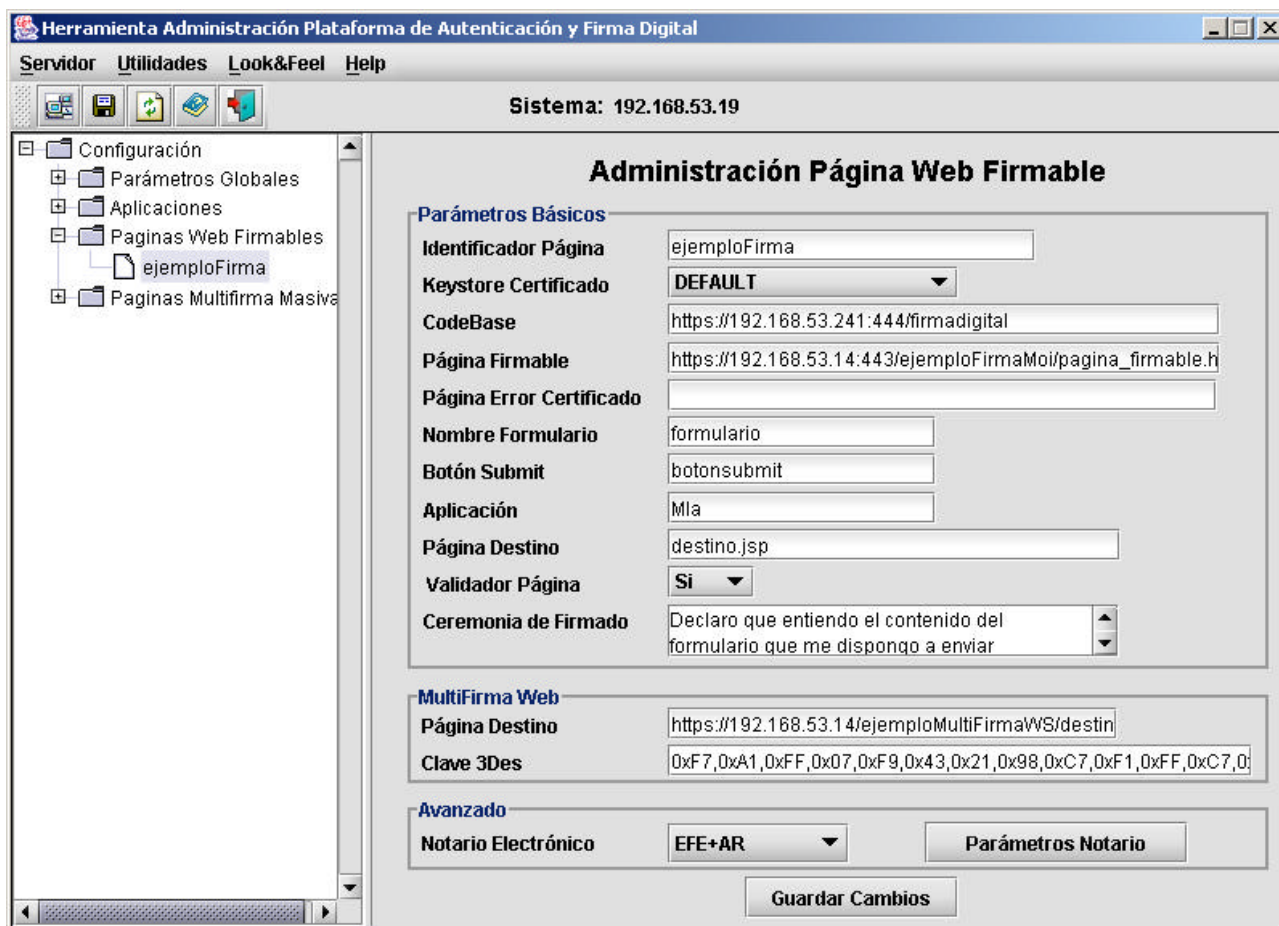 Herramienta Administración Plataforma de Autenticación y Firma Digital
Servidor Utilidades Look&Feel Help
Sistema: 192.168.53.19
Configuración
Parámetros Globales
Aplicaciones
Paginas Web Firmables
ejemploFirma
Paginas Multifirma Masiva
Administración Página Web Firmable
Parámetros Básicos
Identificador Página ejemploFirma
Keystore Certificado DEFAULT
CodeBase https://192.168.53.241:444/firmadigital
Página Firmable https://192.168.53.14:443/ejemploFirmaMoi/pagina_firmable.h
Página Error Certificado
Nombre Formulario formulario
Botón Submit botonsubmit
Aplicación Mla
Página Destino destino.jsp
Validador Página Si
Ceremonia de Firmado Declaro que entiendo el contenido del
formulario que me dispongo a enviar
MultiFirma Web
Página Destino https://192.168.53.14/ejemploMultiFirmaWS/destin
Clave 3Des 0xF7,0xA1,0xFF,0x07,0xF9,0x43,0x21,0x98,0xC7,0xF1,0xFF,0xC7,0
Avanzado
Notario Electrónico EFE+AR Parámetros Notario
Guardar Cambios